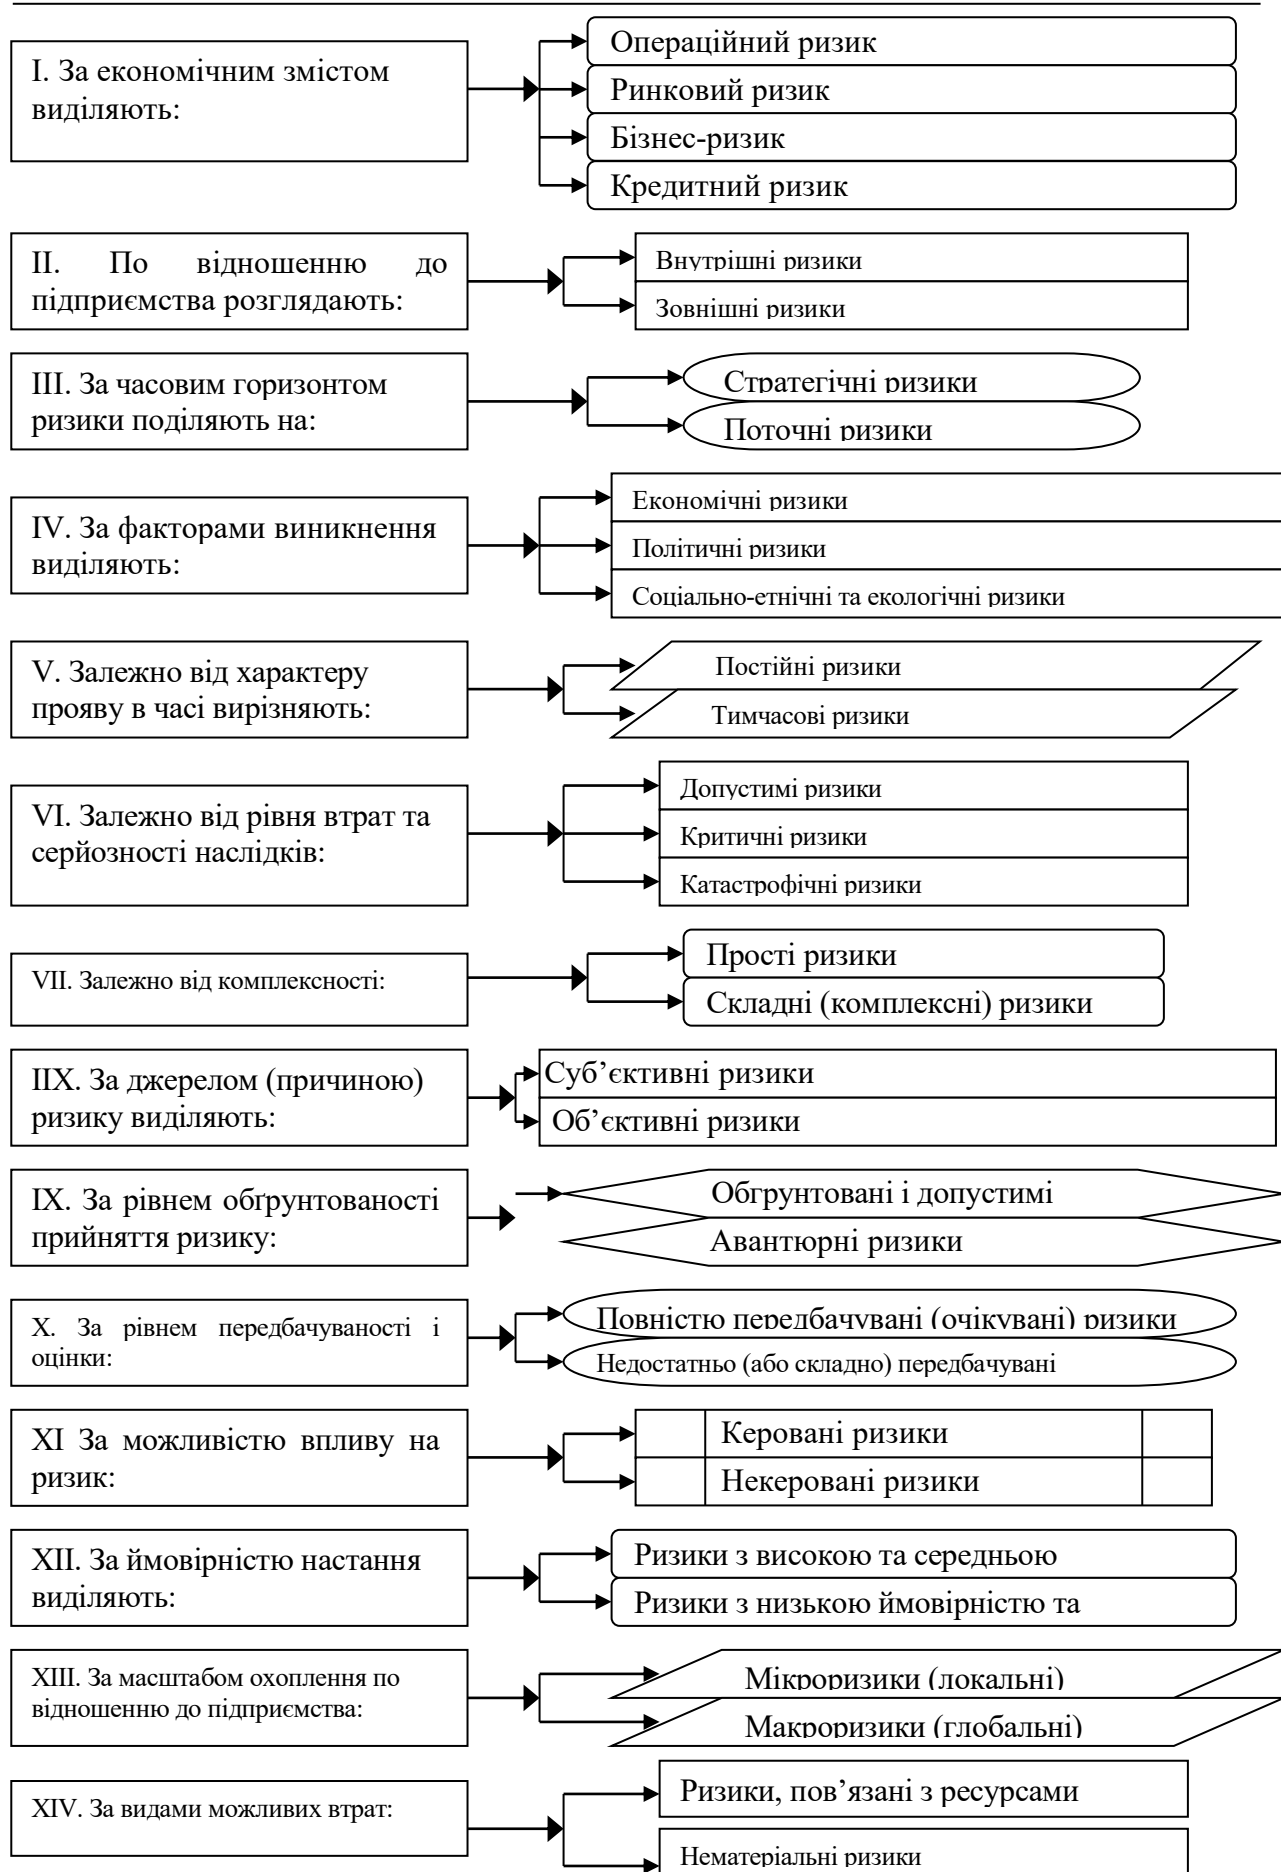 І. За економічним змістом
виділяють:
Операційний ризик
Ринковий ризик
Бізнес-ризик
Кредитний ризик
ІІ. По відношенню до
підприємства розглядають:
Внутрішні ризики
Зовнішні ризики
ІІІ. За часовим горизонтом
ризики поділяють на:
Стратегічні ризики
Поточні ризики
IV. За факторами виникнення
виділяють:
Економічні ризики
Політичні ризики
Соціально-етнічні та екологічні ризики
V. Залежно від характеру
прояву в часі вирізняють:
Постійні ризики
Тимчасові ризики
VI. Залежно від рівня втрат та
серйозності наслідків:
Допустимі ризики
Критичні ризики
Катастрофічні ризики
VII. Залежно від комплексності:
Прості ризики
Складні (комплексні) ризики
ІІХ. За джерелом (причиною)
ризику виділяють:
Суб’єктивні ризики
Об’єктивні ризики
ІХ. За рівнем обґрунтованості
прийняття ризику:
Обгрунтовані і допустимі
Авантюрні ризики
Х. За рівнем передбачуваності і
оцінки:
Повністю передбачувані (очікувані) ризики
Недостатньо (або складно) передбачувані
ХІ За можливістю впливу на
ризик:
Керовані ризики
Некеровані ризики
ХІІ. За ймовірністю настання
виділяють:
Ризики з високою та середньою
Ризики з низькою ймовірністю та
ХІІІ. За масштабом охоплення по
відношенню до підприємства:
Мікроризики (локальні)
Макроризики (глобальні)
XIV. За видами можливих втрат:
Ризики, пов’язані з ресурсами
Нематеріальні ризики